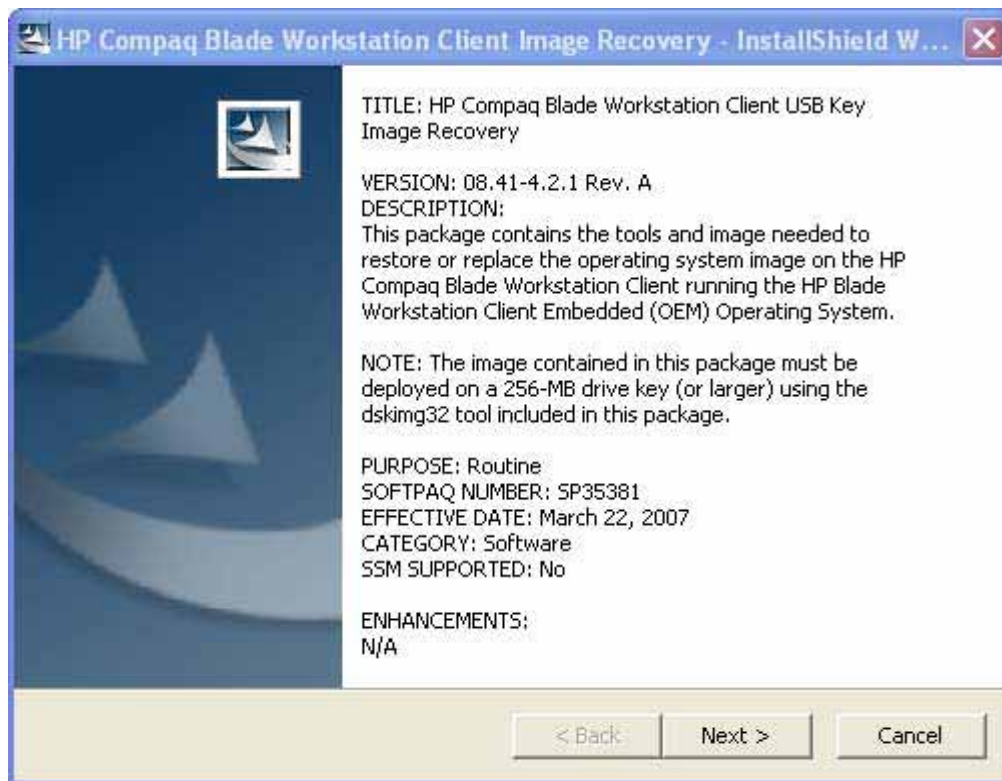 HP Compaq Blade Workstation Client Image Recovery - InstallShield W...
TITLE: HP Compaq Blade Workstation Client USB Key
Image Recovery
VERSION: 08.41-4.2.1 Rev. A
DESCRIPTION:
This package contains the tools and image needed to
restore or replace the operating system image on the HP
Compaq Blade Workstation Client running the HP Blade
Workstation Client Embedded (OEM) Operating System.
NOTE: The image contained in this package must be
deployed on a 256-MB drive key (or larger) using the
dskimg32 tool included in this package.
PURPOSE: Routine
SOFTPAQ NUMBER: SP35381
EFFECTIVE DATE: March 22, 2007
CATEGORY: Software
SSM SUPPORTED: No
ENHANCEMENTS:
N/A
< Back Next > Cancel